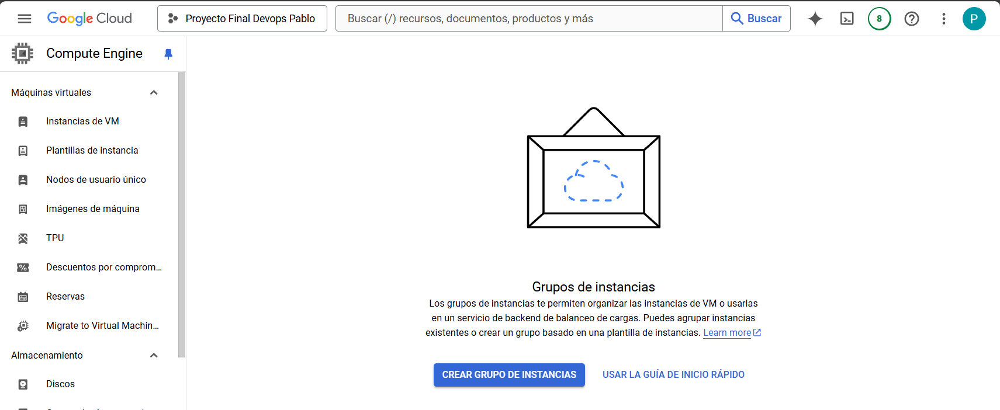 Google Cloud
Proyecto Final Devops Pablo
Buscar (/) recursos, documentos, productos y más
Buscar
8
P
Compute Engine
Máquinas virtuales
Instancias de VM
Plantillas de instancia
Nodos de usuario único
Imágenes de máquina
TPU
Descuentos por comprom...
Reservas
Migrate to Virtual Machin...
Almacenamiento
Discos
Grupos de instancias
Los grupos de instancias te permiten organizar las instancias de VM o usarlas
en un servicio de backend de balanceo de cargas. Puedes agrupar instancias
existentes o crear un grupo basado en una plantilla de instancias. Learn more
CREAR GRUPO DE INSTANCIAS
USAR LA GUÍA DE INICIO RÁPIDO